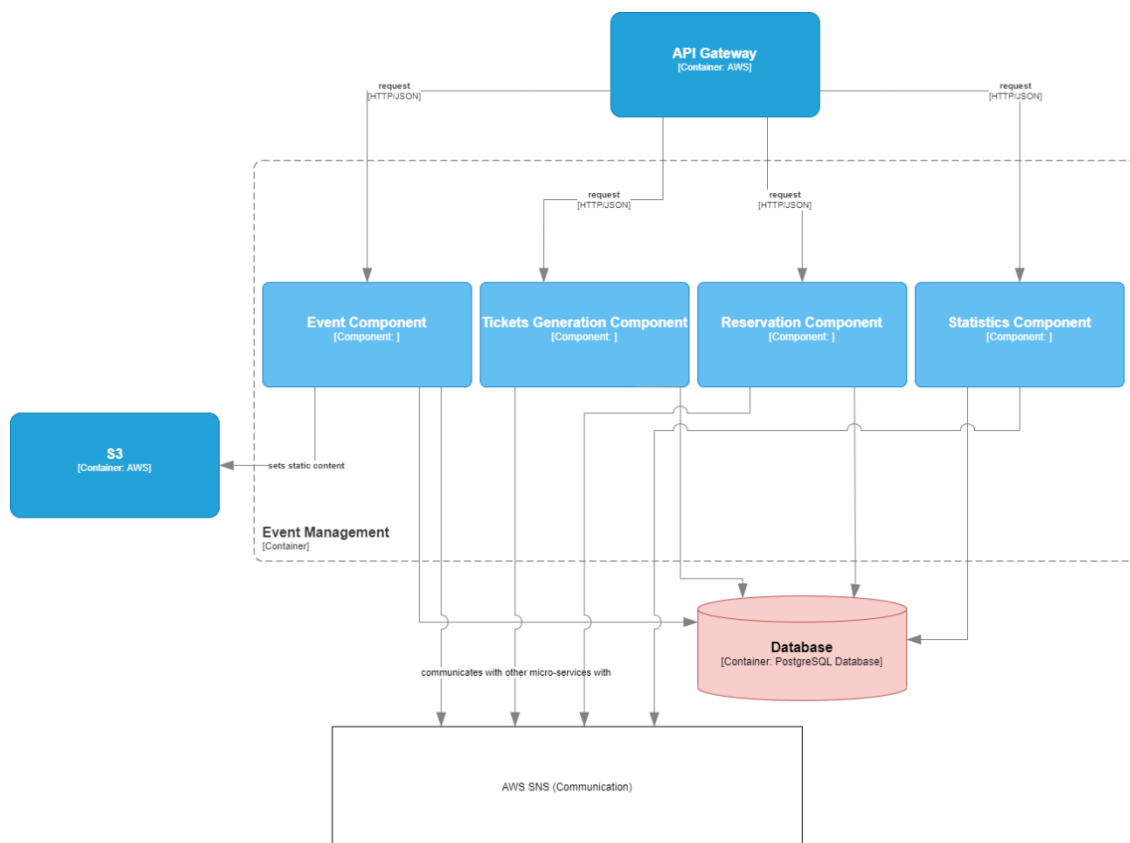 API Gateway
[Container: AWS]
request
[HTTP/JSON]
request
[HTTP/JSON]
request
[HTTP/JSON]
request
[HTTP/JSON]
Event Component
[Component: ]
Tickets Generation Component
[Component: ]
Reservation Component
[Component: ]
Statistics Component
[Component: ]
S3
[Container: AWS]
sets static content
Event Management
[Container]
Database
[Container: PostgreSQL Database]
communicates with other micro-services with
AWS SNS (Communication)